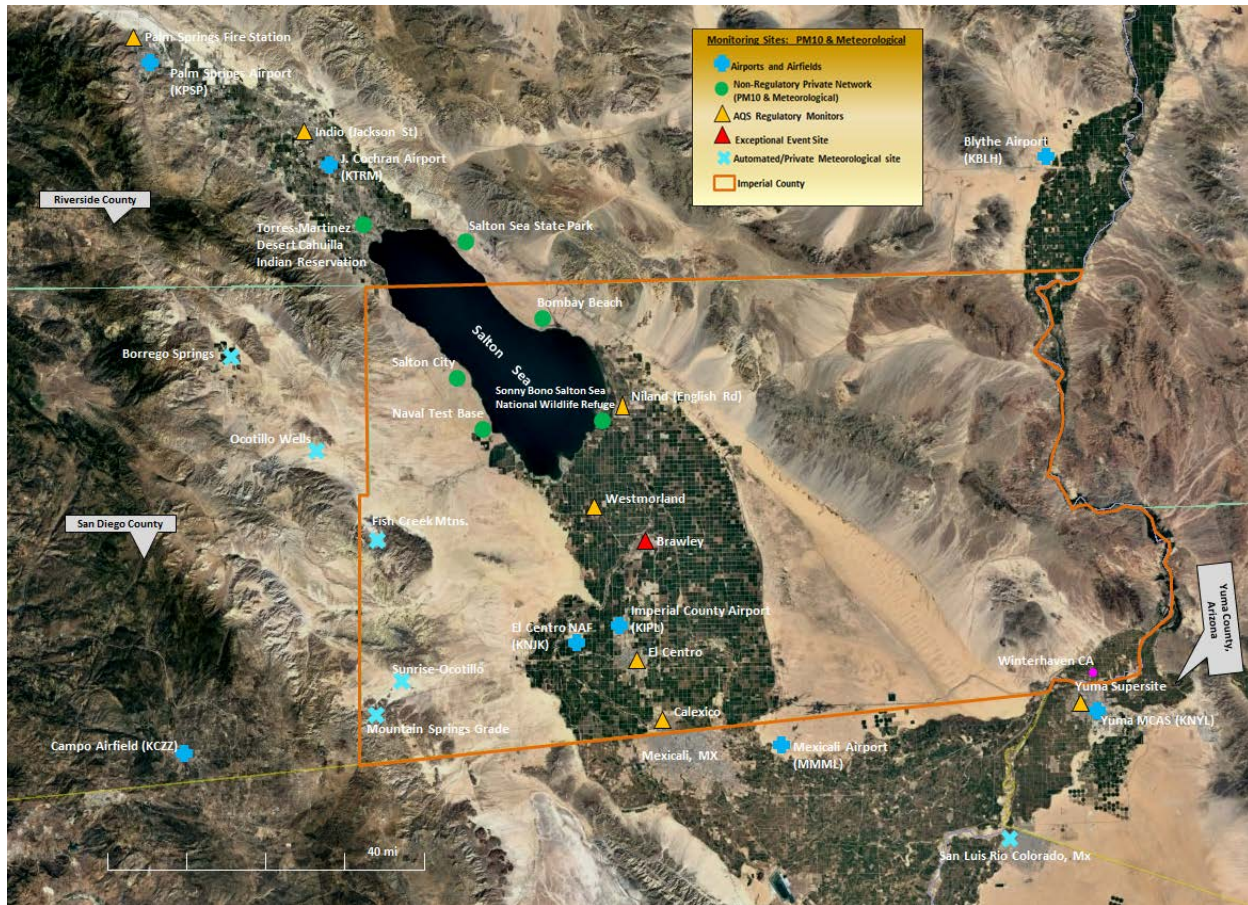 Palm Springs Fire Station
Palm Springs Airport
(KPSP)
Indio (Jackson St)
J. Cochran Airport
(KTRM)
Monitoring Sites: PM10 & Meteorological
Airports and Airfields
Non-Regulatory Private Network
(PM10 & Meteorological)
AQS Regulatory Monitors
Exceptional Event Site
Automated/Private Meteorological site
Imperial County
Blythe Airport
(KBLH)
Riverside County
Torres-Martinez
Desert Cahuilla
Indian Reservation
Salton Sea State Park
Bombay Beach
Salton
Sea
Borrego Springs
Salton City
Sonny Bono Salton Sea
National Wildlife Refuge
Niland (English Rd)
Naval Test Base
Ocotillo Wells
Westmorland
San Diego County
Fish Creek Mtns.
Brawley
Imperial County Airport
(KIPL)
El Centro NAF
(KNJK)
El Centro
Yuma County,
Arizona
Winterhaven CA
Sunrise-Ocotillo
Yuma Supersite
Calexico
Yuma MCAS (KNYL)
Mountain Springs Grade
Campo Airfield (KCZZ)
Mexicali, MX
Mexicali Airport
(MMML)
40 mi
San Luis Rio Colorado, Mx